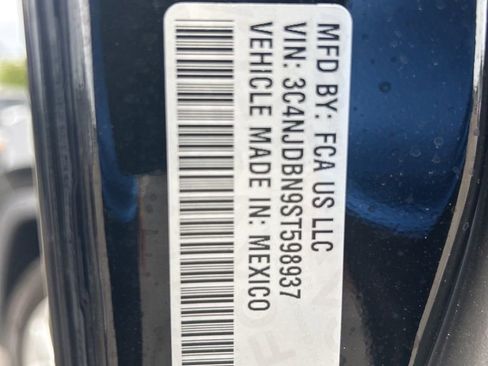 MFD BY: FCA US LLC
VIN: 3C4NJDBN9ST598937
VEHICLE MADE IN: MEXICO